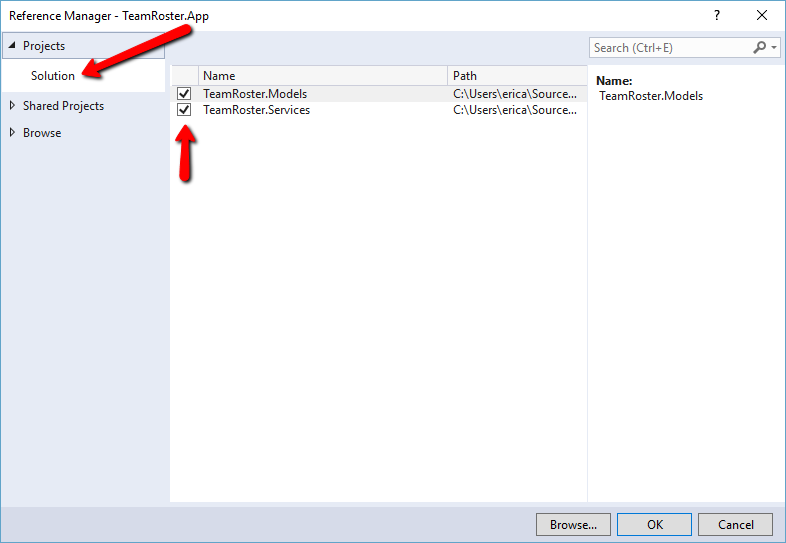 Reference Manager - TeamRoster.App
?
Projects
Search (Ctrl+E)
Solution
Name
Path
Name:
TeamRoster.Models
C:\Users\erica\Source...
TeamRoster.Models
Shared Projects
TeamRoster.Services
C:\Users\erica\Source...
Browse
Browse...
OK
Cancel